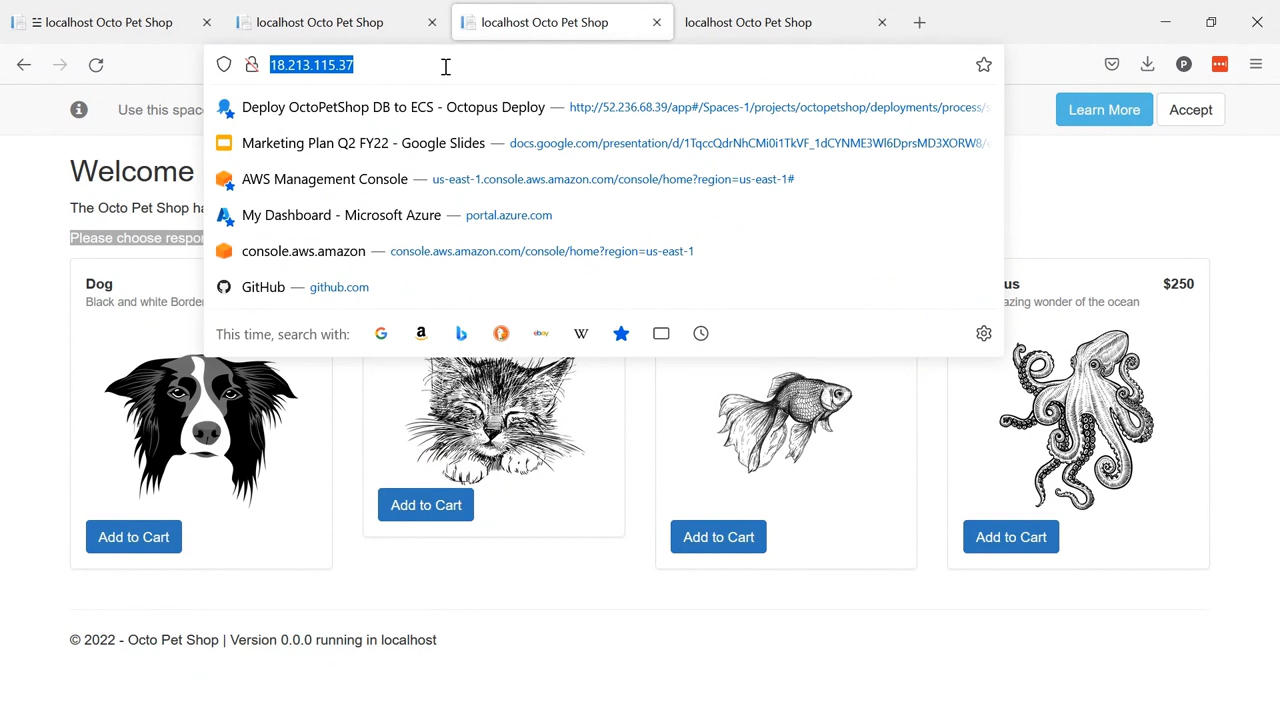 ☰ localhost Octo Pet Shop
localhost Octo Pet Shop
localhost Octo Pet Shop
localhost Octo Pet Shop
18.213.115.37
Deploy OctoPetShop DB to ECS - Octopus Deploy — http://52.236.68.39/app#/Spaces-1/projects/octopetshop/deployments/process/
Marketing Plan Q2 FY22 - Google Slides — docs.google.com/presentation/d/1TqccQdrNhCMi0i1TkVF_1dCYNME3Wl6DprsMD3XORW8/
AWS Management Console — us-east-1.console.aws.amazon.com/console/home?region=us-east-1#
My Dashboard - Microsoft Azure — portal.azure.com
console.aws.amazon — console.aws.amazon.com/console/home?region=us-east-1
GitHub — github.com
This time, search with:
Use this spac
Learn More
Accept
Welcome
The Octo Pet Shop ha
Please choose respor
Dog
Black and white Border
us $250
azing wonder of the ocean
Add to Cart
Add to Cart
Add to Cart
Add to Cart
© 2022 - Octo Pet Shop | Version 0.0.0 running in localhost